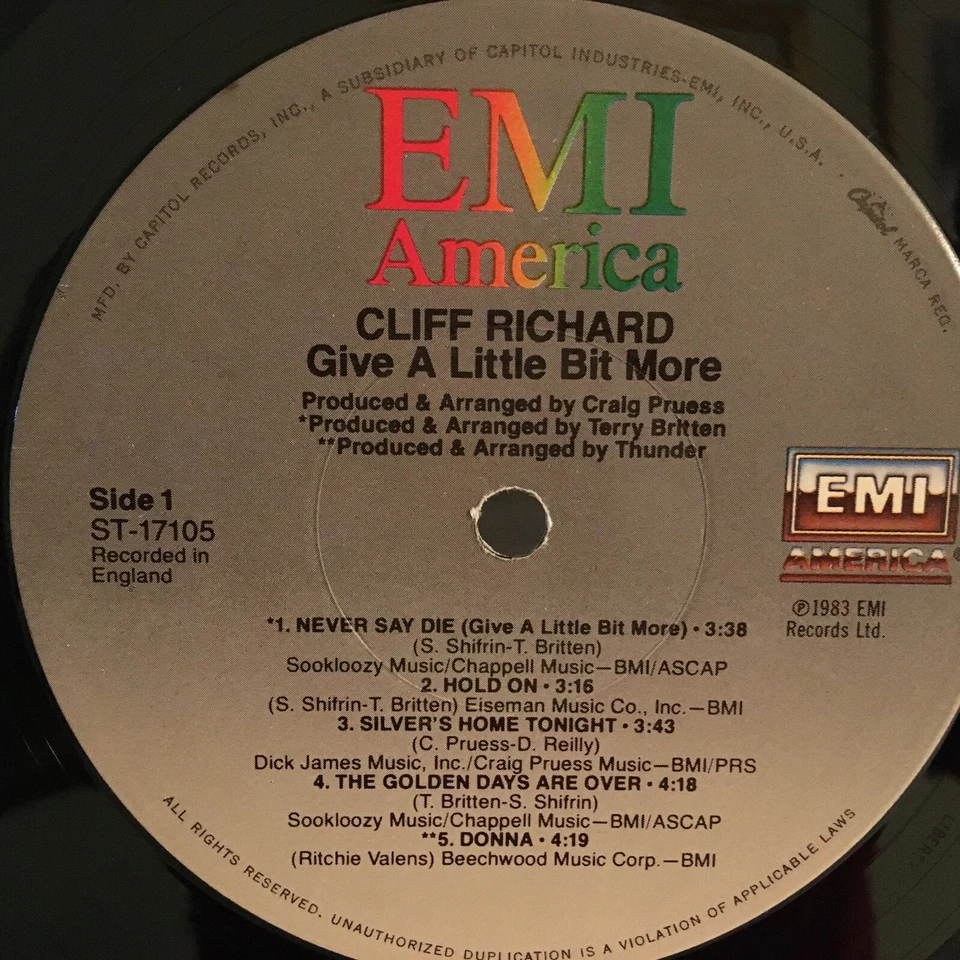 MFD. BY CAPITOL RECORDS, INC., A SUBSIDIARY OF CAPITOL INDUSTRIES-EMI, INC., U.S.A.
Capitol MARCA REG.
EMI
America
CLIFF RICHARD
Give A Little Bit More
Produced & Arranged by Craig Pruess
*Produced & Arranged by Terry Britten
**Produced & Arranged by Thunder
Side 1
ST-17105
Recorded in
England
EMI
AMERICA®
℗1983 EMI
Records Ltd.
*1. NEVER SAY DIE (Give A Little Bit More) • 3:38
(S. Shifrin-T. Britten)
Sookloozy Music/Chappell Music—BMI/ASCAP
2. HOLD ON • 3:16
(S. Shifrin-T. Britten) Eiseman Music Co., Inc.—BMI
3. SILVER'S HOME TONIGHT • 3:43
(C. Pruess-D. Reilly)
Dick James Music, Inc./Craig Pruess Music—BMI/PRS
4. THE GOLDEN DAYS ARE OVER • 4:18
(T. Britten-S. Shifrin)
Sookloozy Music/Chappell Music—BMI/ASCAP
**5. DONNA • 4:19
(Ritchie Valens) Beechwood Music Corp.—BMI
ALL RIGHTS RESERVED. UNAUTHORIZED DUPLICATION IS A VIOLATION OF APPLICABLE LAWS